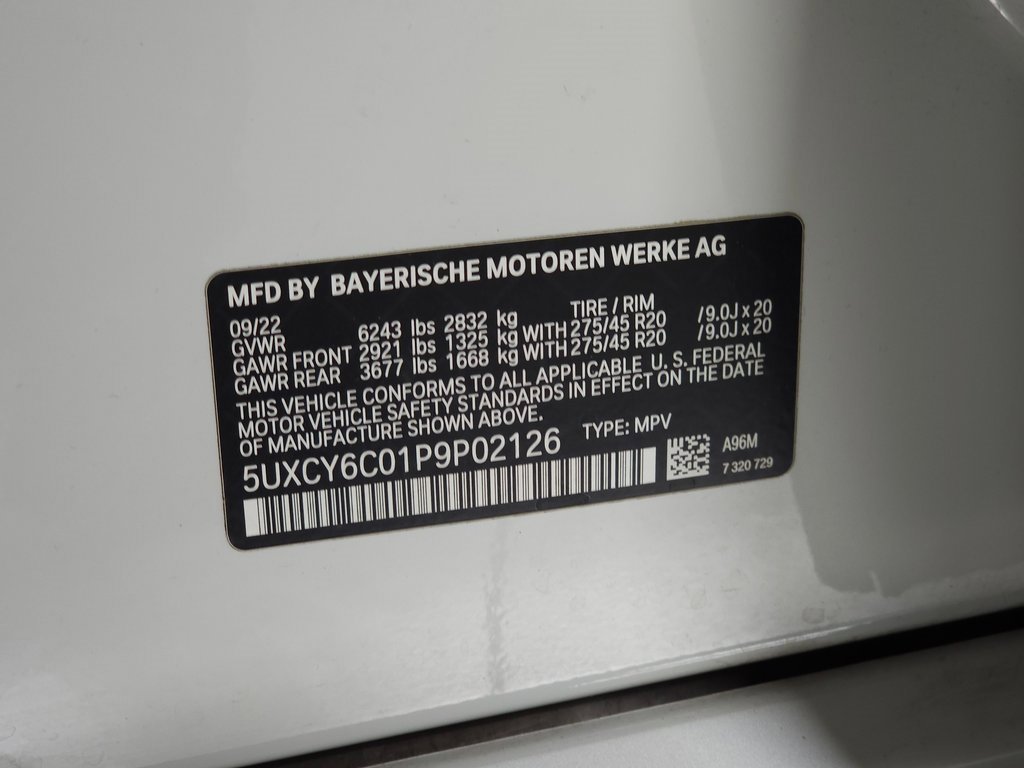 MFD BY BAYERISCHE MOTOREN WERKE AG
09/22 TIRE / RIM
GVWR 6243 lbs 2832 kg
GAWR FRONT 2921 lbs 1325 kg WITH 275/45 R20 /9.0J x 20
GAWR REAR 3677 lbs 1668 kg WITH 275/45 R20 /9.0J x 20
THIS VEHICLE CONFORMS TO ALL APPLICABLE U. S. FEDERAL
MOTOR VEHICLE SAFETY STANDARDS IN EFFECT ON THE DATE
OF MANUFACTURE SHOWN ABOVE.
5UXCY6C01P9P02126 TYPE: MPV
A96M
7 320 729